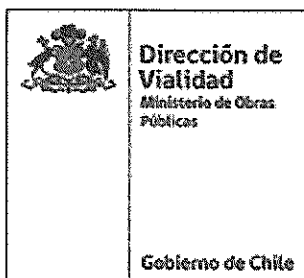 Dirección de
Vialidad
Ministerio de Obras
Públicas
Gobierno de Chile